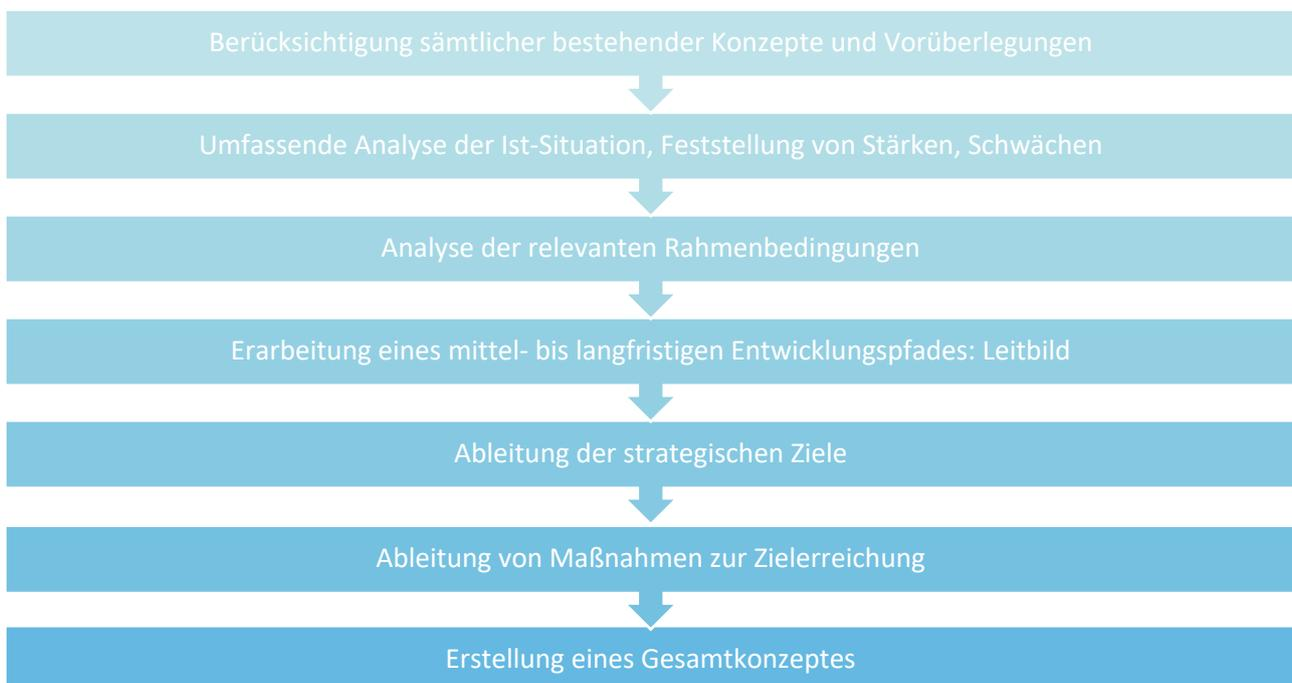 Berücksichtigung sämtlicher bestehender Konzepte und Vorüberlegungen
Umfassende Analyse der Ist-Situation, Feststellung von Stärken, Schwächen
Analyse der relevanten Rahmenbedingungen
Erarbeitung eines mittel- bis langfristigen Entwicklungspfades: Leitbild
Ableitung der strategischen Ziele
Ableitung von Maßnahmen zur Zielerreichung
Erstellung eines Gesamtkonzeptes